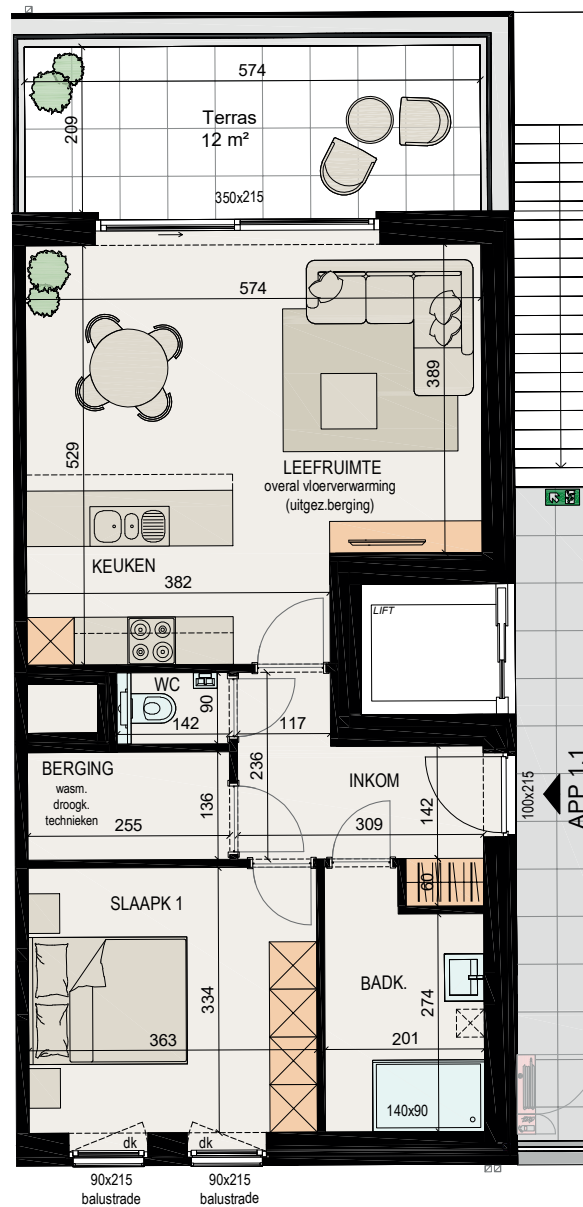 574
209
Terras
12 m²
350x215
574
389
529
LEEFRUIMTE
overal vloerverwarming
(uitgez.berging)
KEUKEN
382
LIFT
WC
90
142
117
BERGING
wasm.
droogk.
technieken
136
236
INKOM
142
100x215
APP 1.1
255
309
60
SLAAPK 1
334
BADK.
274
363
201
140x90
dk
dk
90x215
balustrade
90x215
balustrade